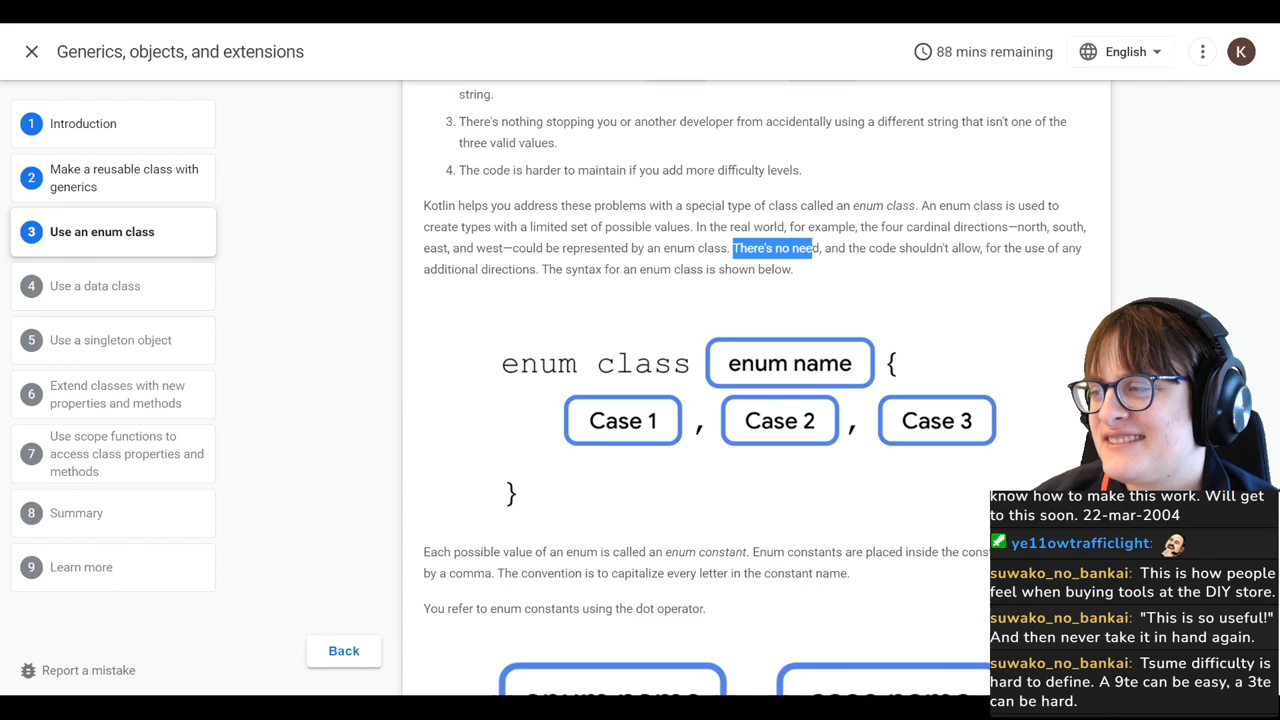 Generics, objects, and extensions
88 mins remaining
English
K
1 Introduction
2 Make a reusable class with
generics
3 Use an enum class
4 Use a data class
5 Use a singleton object
6 Extend classes with new
properties and methods
7 Use scope functions to
access class properties and
methods
8 Summary
9 Learn more
Report a mistake
Back
string.
3. There's nothing stopping you or another developer from accidentally using a different string that isn't one of the
three valid values.
4. The code is harder to maintain if you add more difficulty levels.
Kotlin helps you address these problems with a special type of class called an enum class. An enum class is used to
create types with a limited set of possible values. In the real world, for example, the four cardinal directions—north, south,
east, and west—could be represented by an enum class. There's no need, and the code shouldn't allow, for the use of any
additional directions. The syntax for an enum class is shown below.
enum class enum name {
Case 1 , Case 2 , Case 3
}
Each possible value of an enum is called an enum constant. Enum constants are placed inside the
by a comma. The convention is to capitalize every letter in the constant name.
You refer to enum constants using the dot operator.
know how to make this work. Will get
to this soon. 22-mar-2004
ye11owtrafficlight:
suwako_no_bankai: This is how people
feel when buying tools at the DIY store.
suwako_no_bankai: "This is so useful!"
And then never take it in hand again.
suwako_no_bankai: Tsume difficulty is
hard to define. A 9te can be easy, a 3te
can be hard.